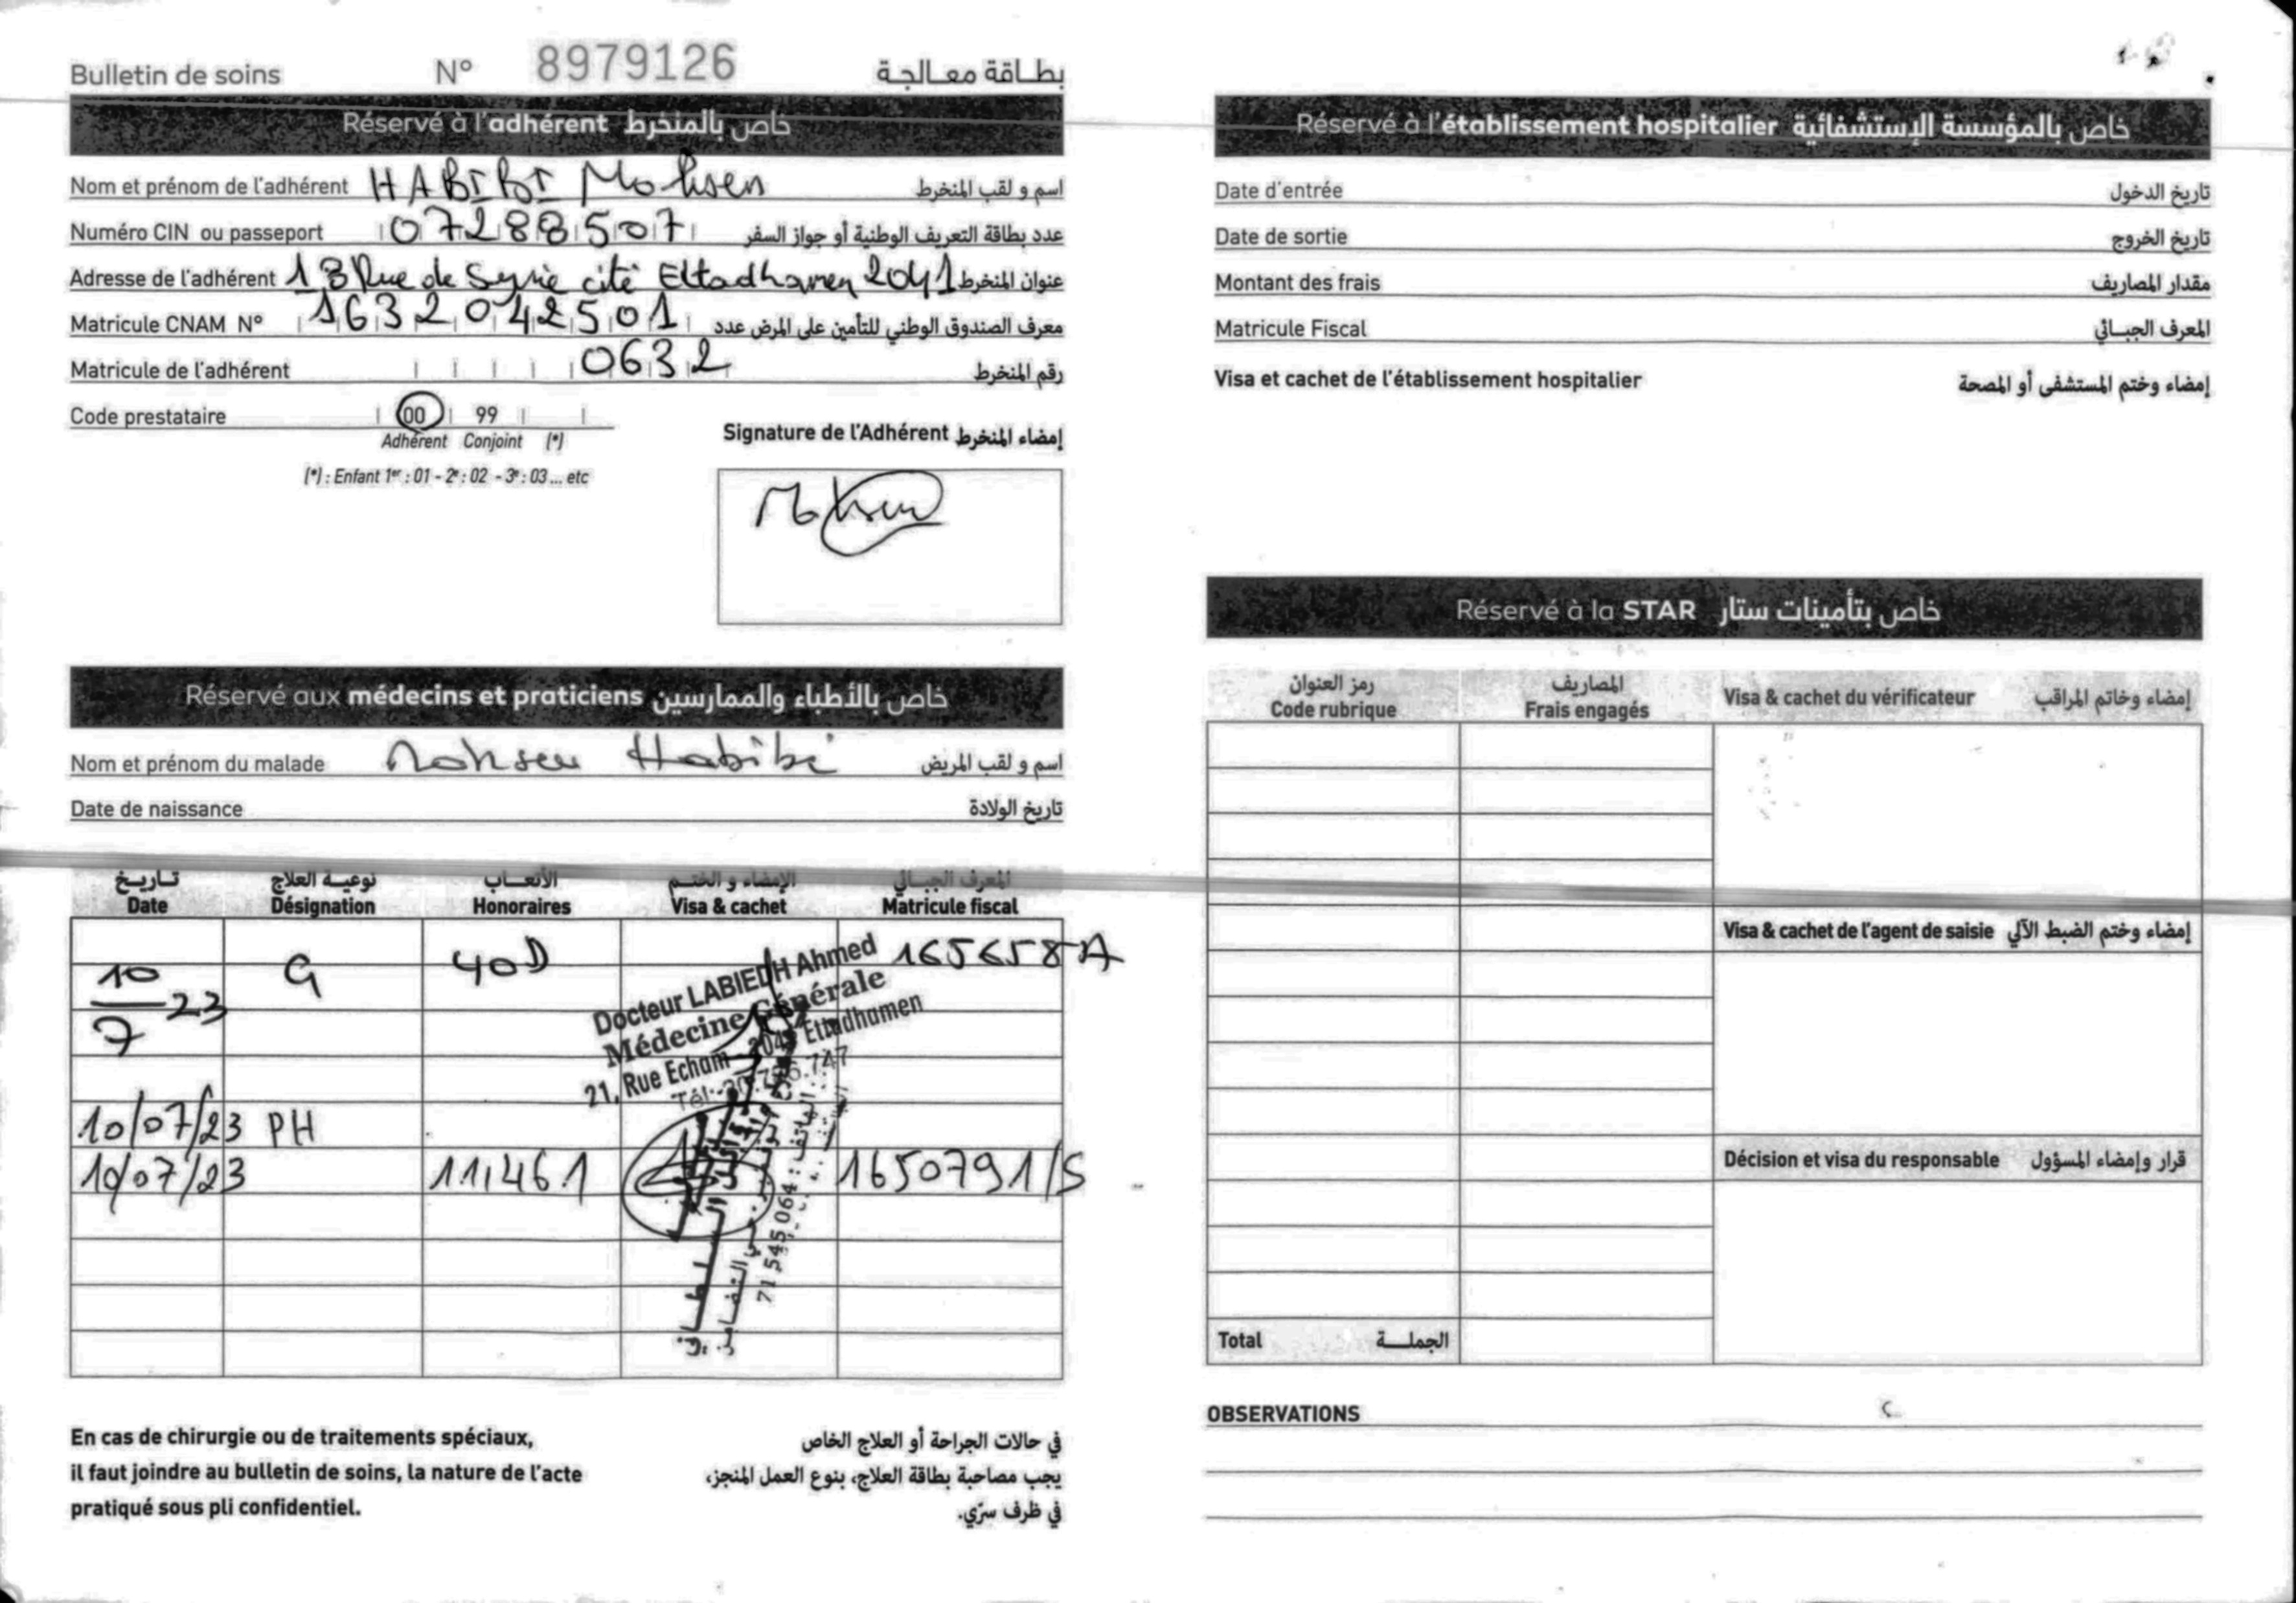 Bulletin de soins N° 8979126 بطاقة معالجة
Réservé à l'adhérent خاص بالمنخرط
Nom et prénom de l'adhérent HABIBI Mohsen اسم و لقب المنخرط
Numéro CIN ou passeport 07288507 عدد بطاقة التعريف الوطنية أو جواز السفر
Adresse de l'adhérent 13 Rue de Syrie cité Ettadhamen 2041 عنوان المنخرط
Matricule CNAM N° 1632042501 معرف الصندوق الوطني للتأمين على المرض عدد
Matricule de l'adhérent 0632 رقم المنخرط
Code prestataire 00 99
Adhérent Conjoint (*)
(*) : Enfant 1er : 01 - 2e : 02 - 3e : 03 ... etc
Signature de l'Adhérent إمضاء المنخرط
Mohsen
Réservé aux médecins et praticiens خاص بالأطباء والممارسين
Nom et prénom du malade Mohsen Habibi اسم و لقب المريض
Date de naissance تاريخ الولادة
تاريخ نوعية العلاج الأتعاب الإمضاء و الختم المعرف الجبائي
Date Désignation Honoraires Visa & cachet Matricule fiscal
10/7 23 G 40D 165658A
Docteur LABIEDH Ahmed
Médecine Générale
21, Rue Echam - 2041 Ettadhamen
10/07/23 PH
10/07/23 11,461 1650791/S
71 545 064 : الهاتف
En cas de chirurgie ou de traitements spéciaux,
il faut joindre au bulletin de soins, la nature de l'acte
pratiqué sous pli confidentiel.
في حالات الجراحة أو العلاج الخاص
يجب مصاحبة بطاقة العلاج، بنوع العمل المنجز،
في ظرف سرّي.
Réservé à l'établissement hospitalier خاص بالمؤسسة الإستشفائية
Date d'entrée تاريخ الدخول
Date de sortie تاريخ الخروج
Montant des frais مقدار المصاريف
Matricule Fiscal المعرف الجبائي
Visa et cachet de l'établissement hospitalier إمضاء وختم المستشفى أو المصحة
Réservé à la STAR خاص بتأمينات ستار
رمز العنوان المصاريف
Code rubrique Frais engagés
Visa & cachet du vérificateur إمضاء وخاتم المراقب
Visa & cachet de l'agent de saisie إمضاء وختم الضبط الآلي
Décision et visa du responsable قرار وإمضاء المسؤول
Total الجملة
OBSERVATIONS